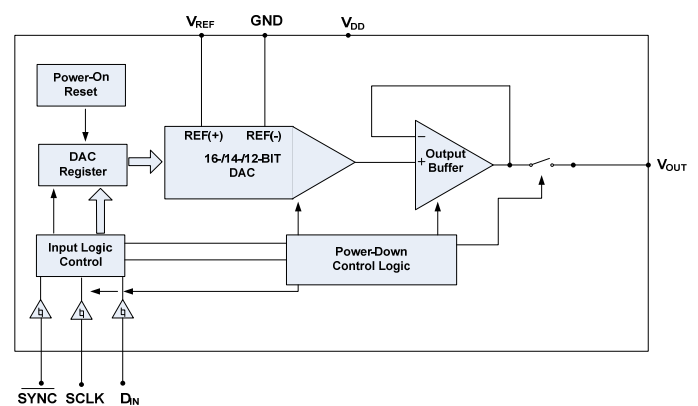 VREF GND VDD
Power-On
Reset
REF(+) REF(-)
16-/14-/12-BIT
DAC
DAC
Register
−
+
Output
Buffer
VOUT
Input Logic
Control
Power-Down
Control Logic
SYNC SCLK DIN